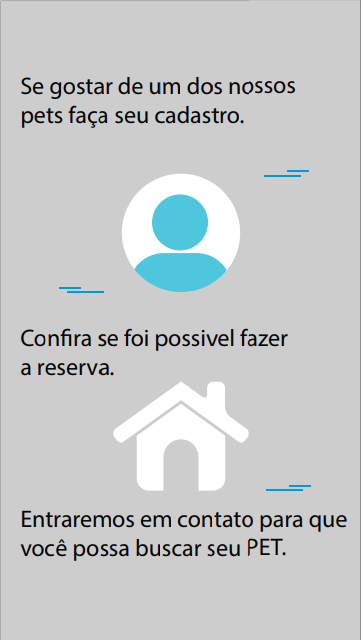 Se gostar de um dos nossos
pets faça seu cadastro.
Confira se foi possivel fazer
a reserva.
Entraremos em contato para que
você possa buscar seu PET.